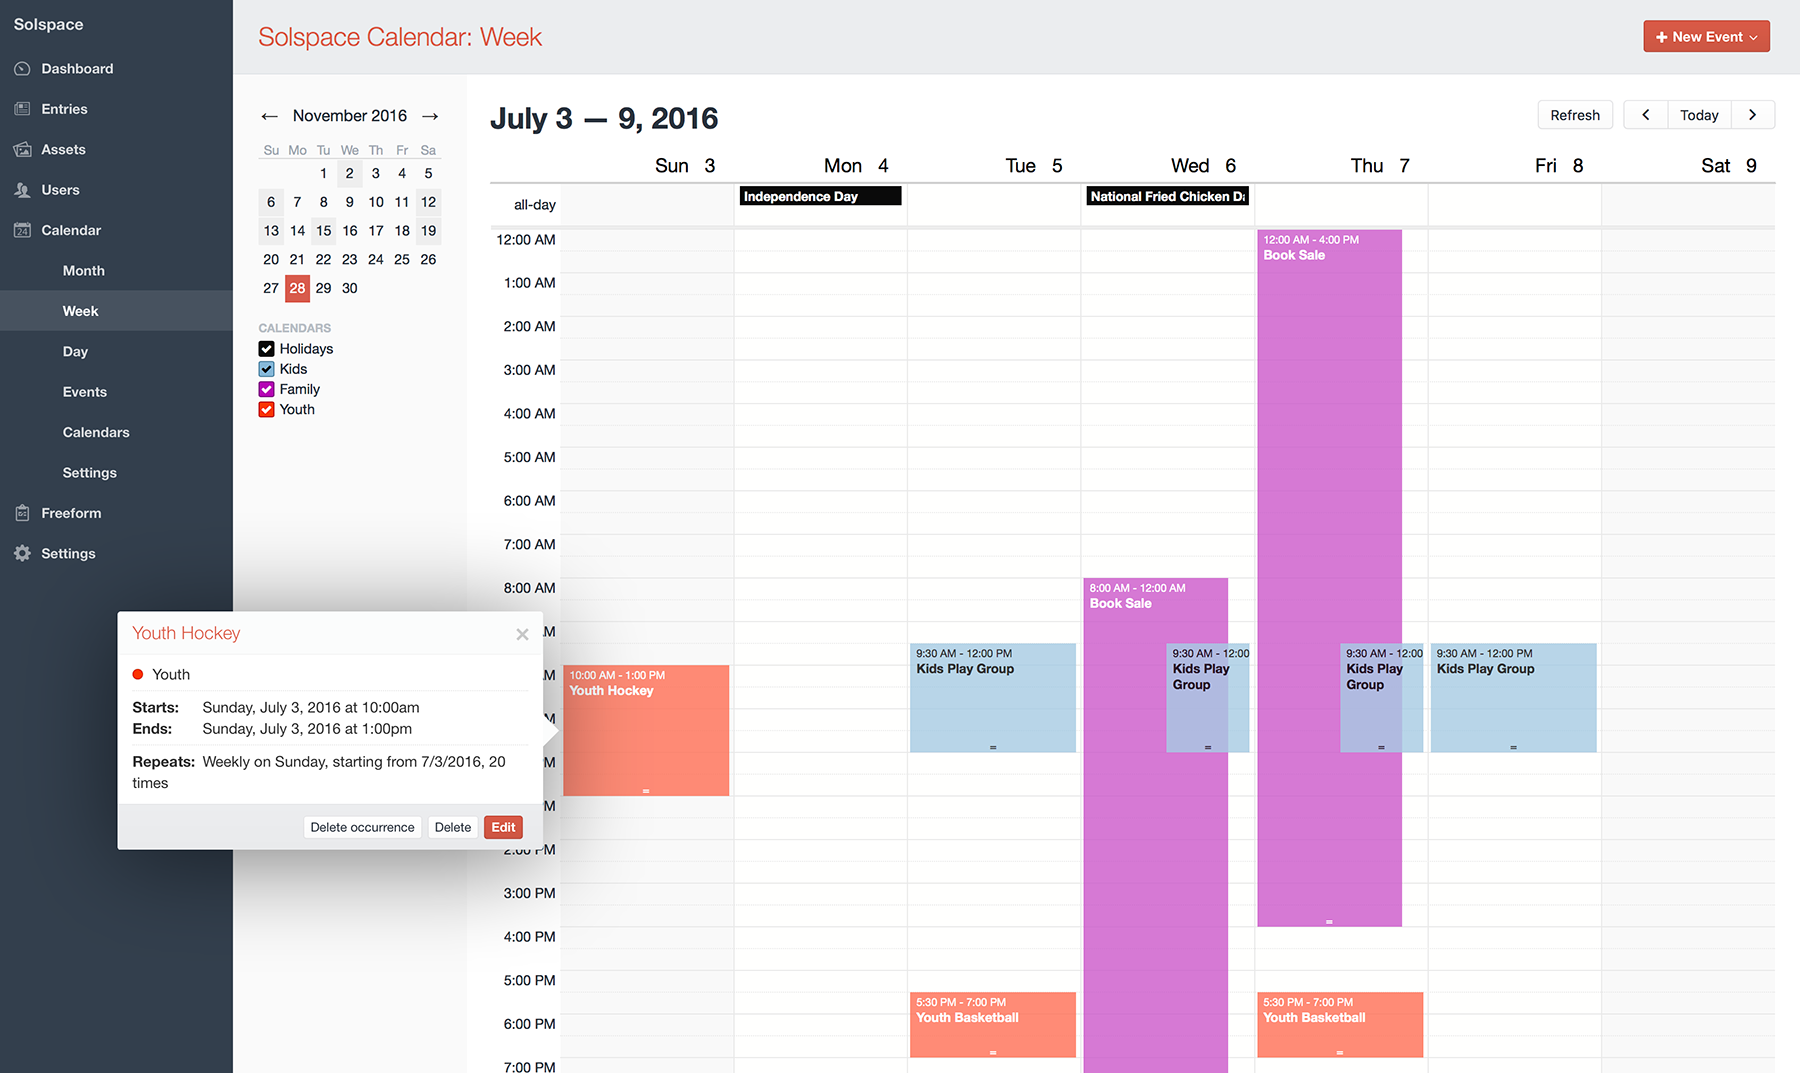 Solspace
Dashboard
Entries
Assets
Users
24 Calendar
Month
Week
Day
Events
Calendars
Settings
Freeform
Settings
Solspace Calendar: Week
+ New Event
← November 2016 →
Su Mo Tu We Th Fr Sa
1 2 3 4 5
6 7 8 9 10 11 12
13 14 15 16 17 18 19
20 21 22 23 24 25 26
27 28 29 30
CALENDARS
Holidays
Kids
Family
Youth
July 3 — 9, 2016
Refresh
Today
Sun 3
Mon 4
Tue 5
Wed 6
Thu 7
Fri 8
Sat 9
all-day
Independence Day
National Fried Chicken Da
12:00 AM
1:00 AM
2:00 AM
3:00 AM
4:00 AM
5:00 AM
6:00 AM
7:00 AM
8:00 AM
M
M
M
M
M
2:00 PM
3:00 PM
4:00 PM
5:00 PM
6:00 PM
7:00 PM
10:00 AM - 1:00 PM
Youth Hockey
9:30 AM - 12:00 PM
Kids Play Group
5:30 PM - 7:00 PM
Youth Basketball
8:00 AM - 12:00 AM
Book Sale
9:30 AM - 12:00
Kids Play
Group
12:00 AM - 4:00 PM
Book Sale
9:30 AM - 12:00
Kids Play
Group
5:30 PM - 7:00 PM
Youth Basketball
9:30 AM - 12:00 PM
Kids Play Group
Youth Hockey
Youth
Starts: Sunday, July 3, 2016 at 10:00am
Ends: Sunday, July 3, 2016 at 1:00pm
Repeats: Weekly on Sunday, starting from 7/3/2016, 20
times
Delete occurrence
Delete
Edit